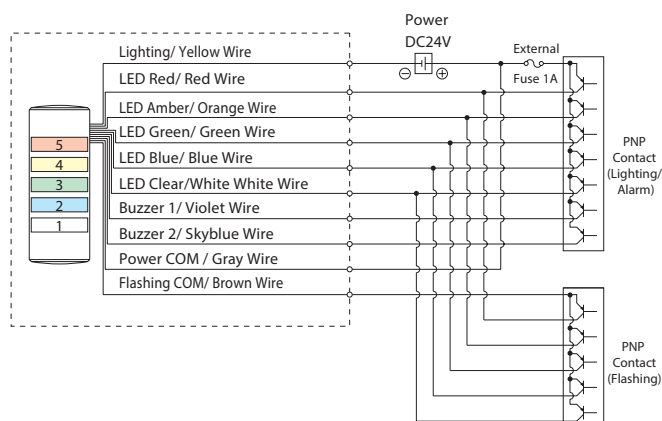 Power
DC24V
External
Fuse 1A
Lighting/ Yellow Wire
LED Red/ Red Wire
LED Amber/ Orange Wire
LED Green/ Green Wire
LED Blue/ Blue Wire
LED Clear/White White Wire
Buzzer 1/ Violet Wire
Buzzer 2/ Skyblue Wire
Power COM / Gray Wire
Flashing COM/ Brown Wire
5
4
3
2
1
PNP
Contact
(Lighting/
Alarm)
PNP
Contact
(Flashing)